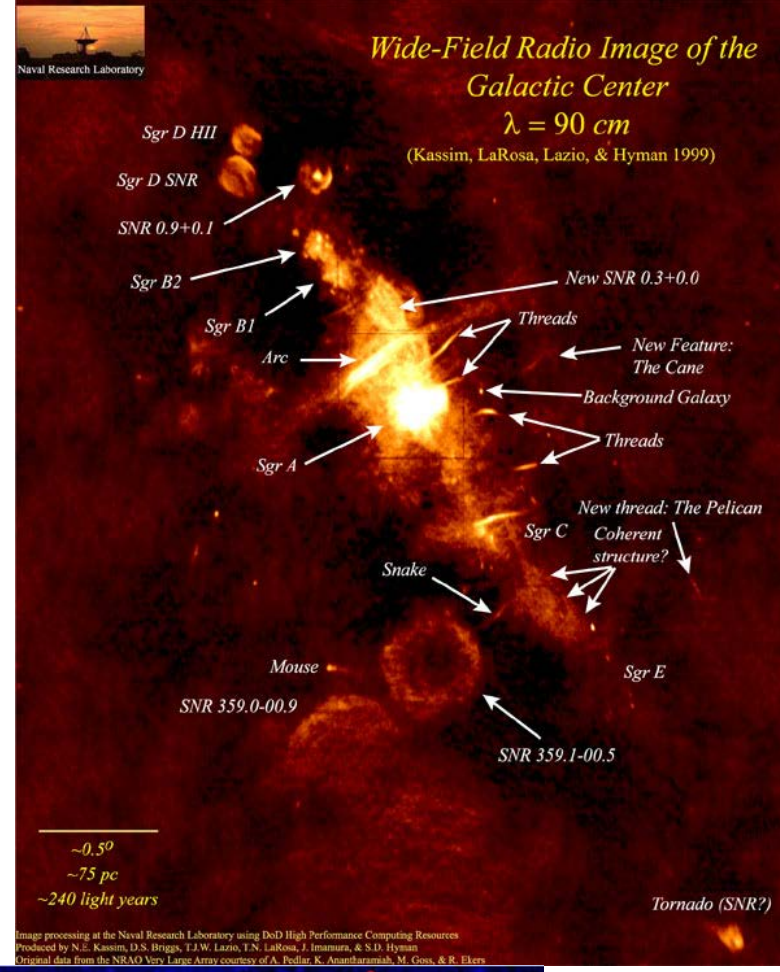 Naval Research Laboratory
Wide-Field Radio Image of the
Galactic Center
λ = 90 cm
(Kassim, LaRosa, Lazio, & Hyman 1999)
Sgr D HII
Sgr D SNR
SNR 0.9+0.1
Sgr B2
Sgr B1
New SNR 0.3+0.0
Threads
Arc
New Feature:
The Cane
Background Galaxy
Threads
Sgr A
New thread: The Pelican
Sgr C
Coherent
structure?
Snake
Mouse
Sgr E
SNR 359.0-00.9
SNR 359.1-00.5
~0.5°
~75 pc
~240 light years
Tornado (SNR?)
Image processing at the Naval Research Laboratory using DoD High Performance Computing Resources
Produced by N.E. Kassim, D.S. Briggs, T.J.W. Lazio, T.N. LaRosa, J. Imamura, & S.D. Hyman
Original data from the NRAO Very Large Array courtesy of A. Pedlar, K. Anantharamiah, M. Goss, & R. Ekers